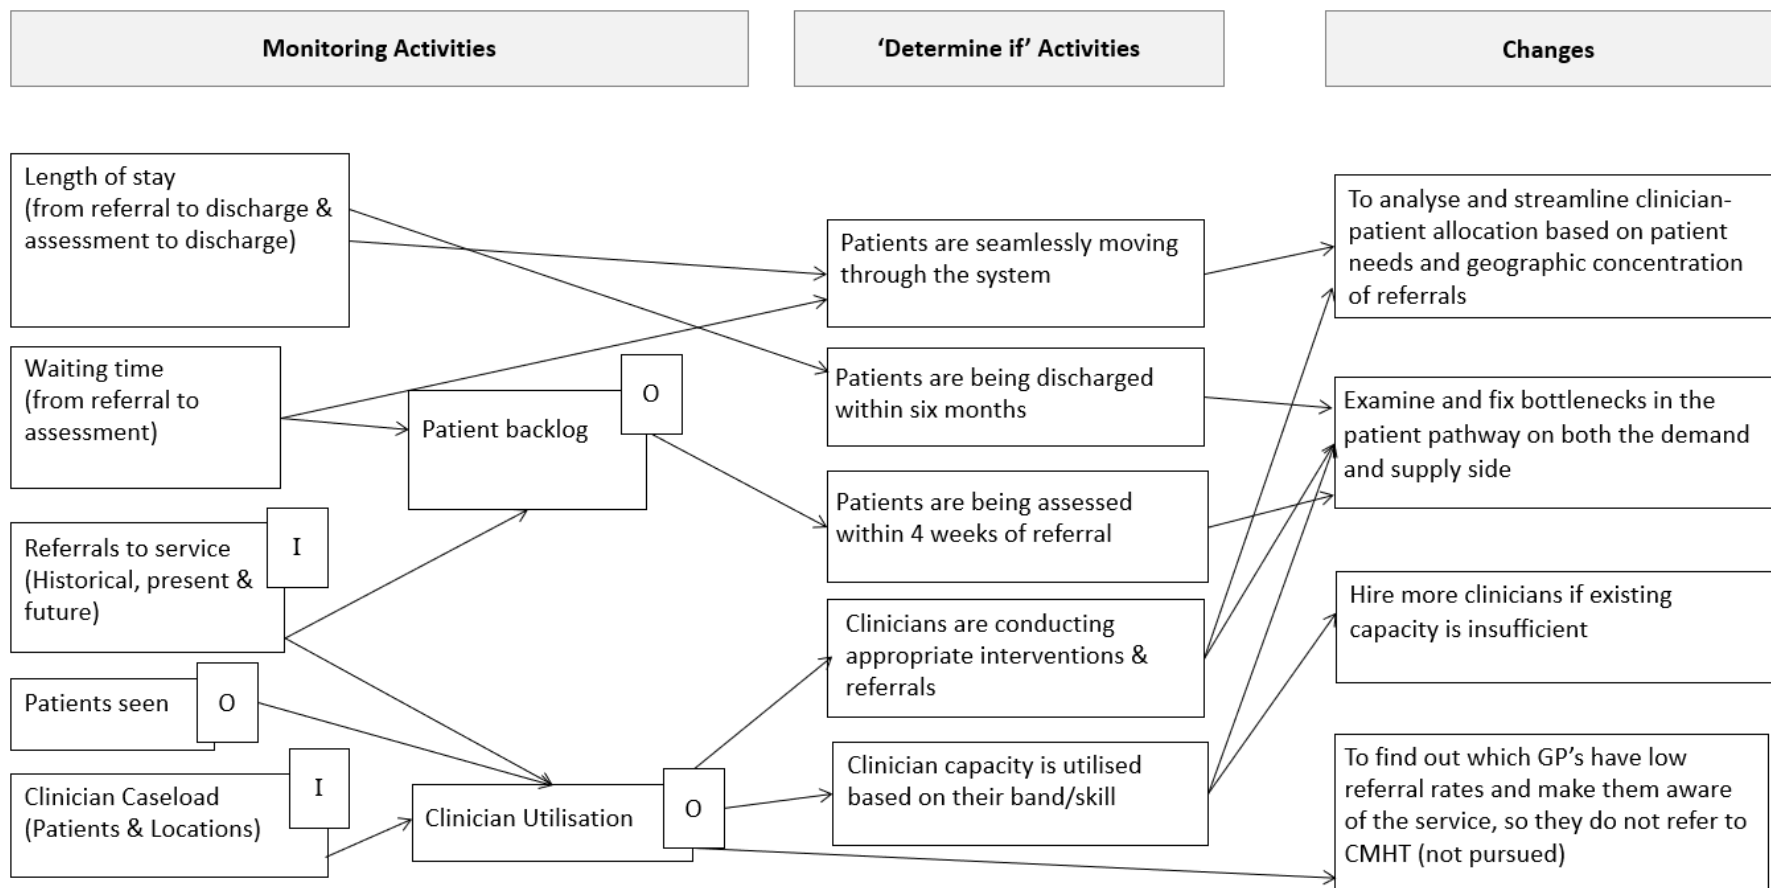 Monitoring Activities
‘Determine if’ Activities
Changes
Length of stay
(from referral to discharge &
assessment to discharge)
Waiting time
(from referral to
assessment)
Patient backlog
O
Referrals to service
(Historical, present &
future)
I
Patients seen
O
Clinician Caseload
(Patients & Locations)
I
Clinician Utilisation
O
Patients are seamlessly moving
through the system
Patients are being discharged
within six months
Patients are being assessed
within 4 weeks of referral
Clinicians are conducting
appropriate interventions &
referrals
Clinician capacity is utilised
based on their band/skill
To analyse and streamline clinician-
patient allocation based on patient
needs and geographic concentration
of referrals
Examine and fix bottlenecks in the
patient pathway on both the demand
and supply side
Hire more clinicians if existing
capacity is insufficient
To find out which GP’s have low
referral rates and make them aware
of the service, so they do not refer to
CMHT (not pursued)